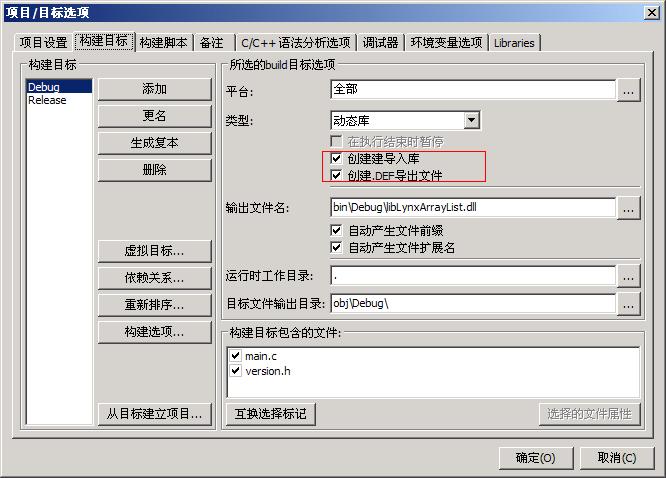 项目/目标选项
项目设置 构建目标 构建脚本 备注 C/C++ 语法分析选项 调试器 环境变量选项 Libraries
构建目标
Debug
Release
添加
更名
生成复本
删除
虚拟目标...
依赖关系...
重新排序...
构建选项...
从目标建立项目...
所选的build目标选项
平台: 全部 ...
类型: 动态库
在执行结束时暂停
创建建导入库
创建.DEF导出文件
输出文件名: bin\Debug\libLynxArrayList.dll ...
自动产生文件前缀
自动产生文件扩展名
运行时工作目录: . ...
目标文件输出目录: obj\Debug\ ...
构建目标包含的文件:
main.c
version.h
互换选择标记 选择的文件属性
确定(O) 取消(C)